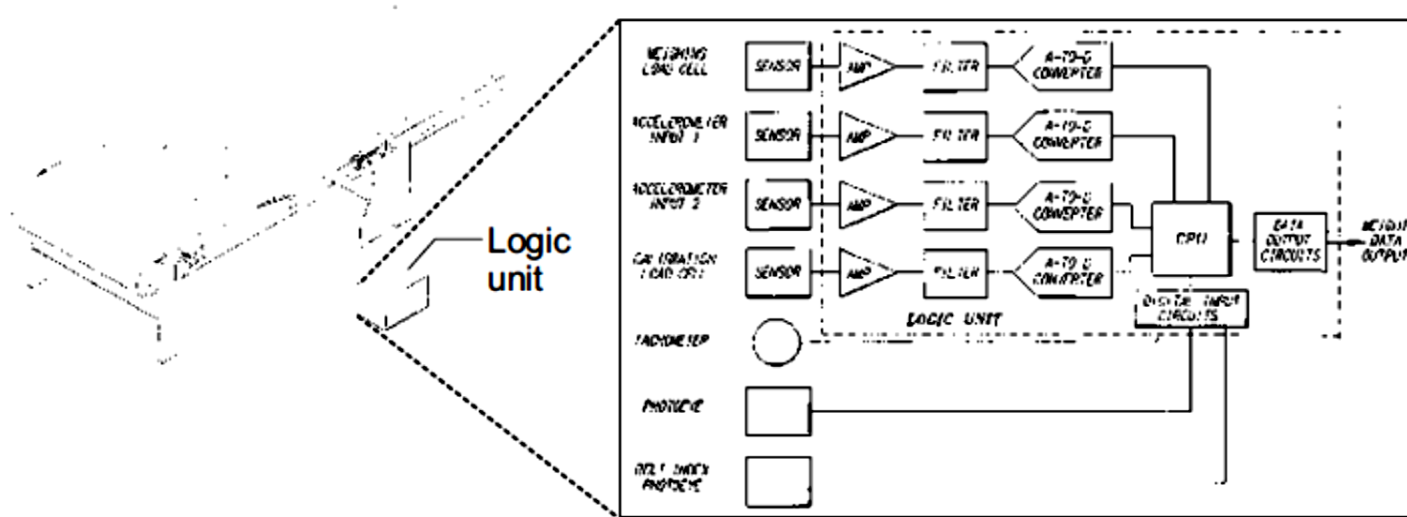 WEIGHING
LOAD CELL
SENSOR
AMP
FILTER
A-TO-D
CONVERTER
ACCELEROMETER
INPUT 1
SENSOR
AMP
FILTER
A-TO-D
CONVERTER
ACCELEROMETER
INPUT 2
SENSOR
AMP
FILTER
A-TO-D
CONVERTER
CALIBRATION
LOAD CELL
SENSOR
AMP
FILTER
A-TO-D
CONVERTER
CPU
DATA
OUTPUT
CIRCUITS
WEIGHT
DATA
OUTPUT
Logic
unit
LOGIC UNIT
DIGITAL INPUT
CIRCUITS
TACHOMETER
PHOTOEYE
BELT INDEX
PHOTOEYE